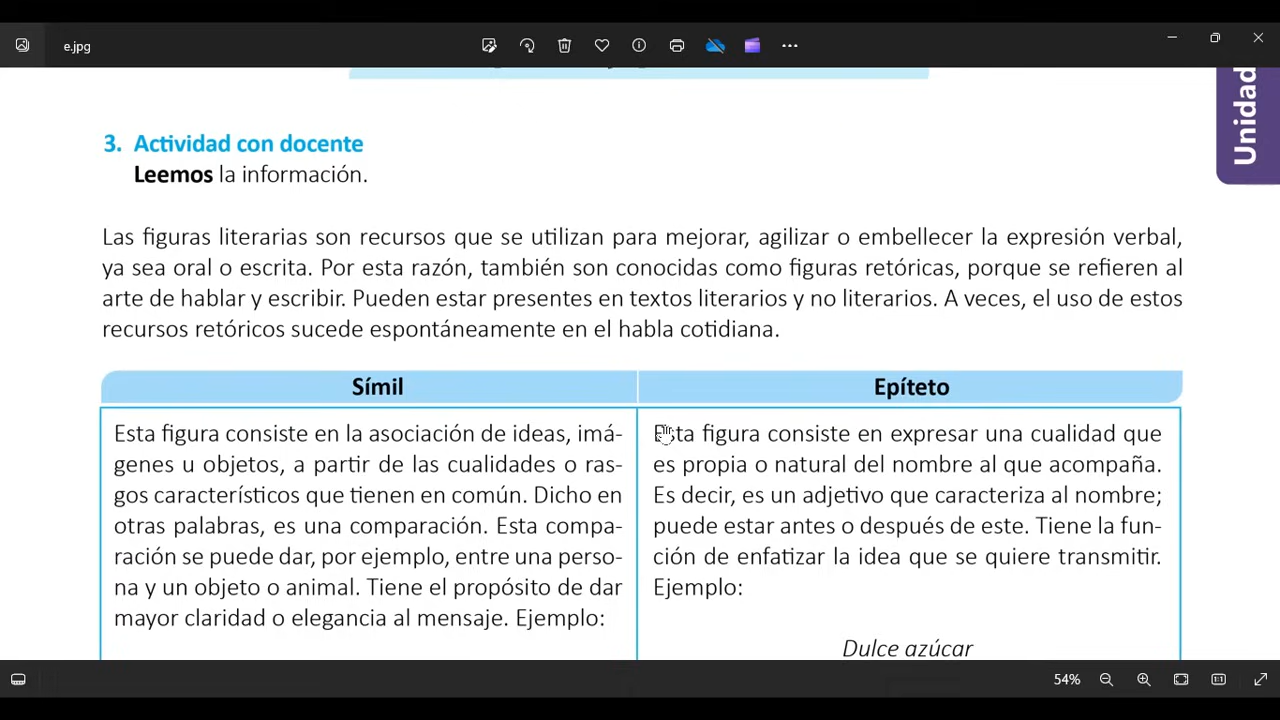 e.jpg
Unidad
3. Actividad con docente
Leemos la información.
Las figuras literarias son recursos que se utilizan para mejorar, agilizar o embellecer la expresión verbal,
ya sea oral o escrita. Por esta razón, también son conocidas como figuras retóricas, porque se refieren al
arte de hablar y escribir. Pueden estar presentes en textos literarios y no literarios. A veces, el uso de estos
recursos retóricos sucede espontáneamente en el habla cotidiana.
Símil
Esta figura consiste en la asociación de ideas, imá-
genes u objetos, a partir de las cualidades o ras-
gos característicos que tienen en común. Dicho en
otras palabras, es una comparación. Esta compa-
ración se puede dar, por ejemplo, entre una perso-
na y un objeto o animal. Tiene el propósito de dar
mayor claridad o elegancia al mensaje. Ejemplo:
Epíteto
Esta figura consiste en expresar una cualidad que
es propia o natural del nombre al que acompaña.
Es decir, es un adjetivo que caracteriza al nombre;
puede estar antes o después de este. Tiene la fun-
ción de enfatizar la idea que se quiere transmitir.
Ejemplo:
Dulce azúcar
54%